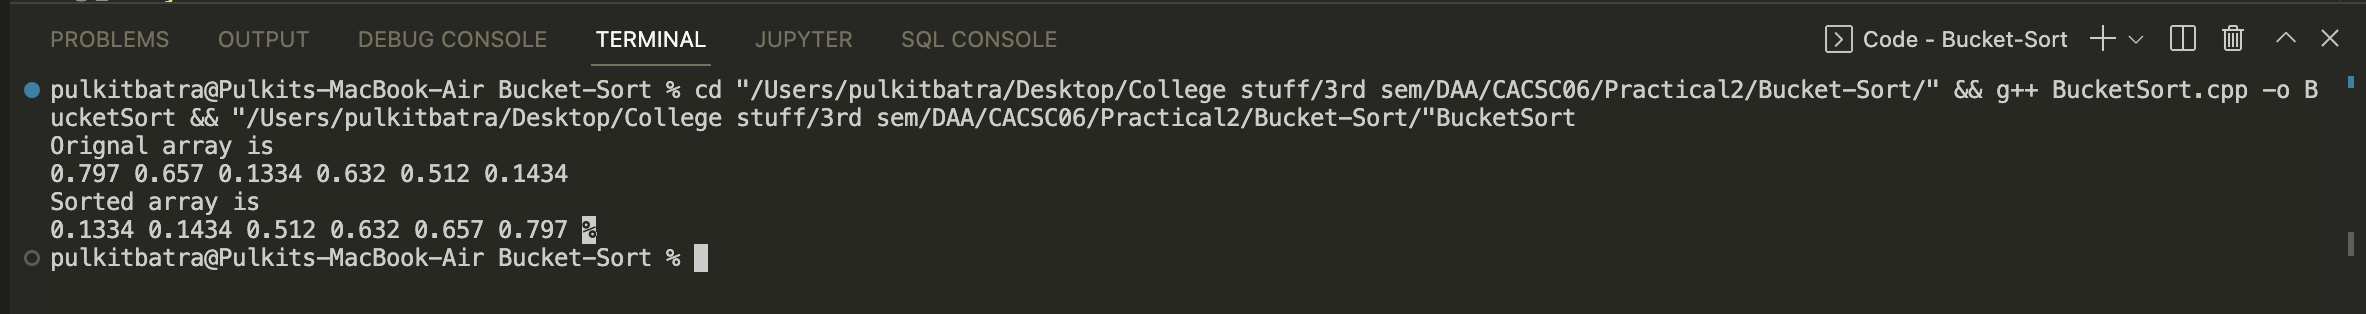 PROBLEMS OUTPUT DEBUG CONSOLE TERMINAL JUPYTER SQL CONSOLE Code - Bucket-Sort
pulkitbatra@Pulkits-MacBook-Air Bucket-Sort % cd "/Users/pulkitbatra/Desktop/College stuff/3rd sem/DAA/CACSC06/Practical2/Bucket-Sort/" && g++ BucketSort.cpp -o B
ucketSort && "/Users/pulkitbatra/Desktop/College stuff/3rd sem/DAA/CACSC06/Practical2/Bucket-Sort/"BucketSort
Orignal array is
0.797 0.657 0.1334 0.632 0.512 0.1434
Sorted array is
0.1334 0.1434 0.512 0.632 0.657 0.797 %
pulkitbatra@Pulkits-MacBook-Air Bucket-Sort %